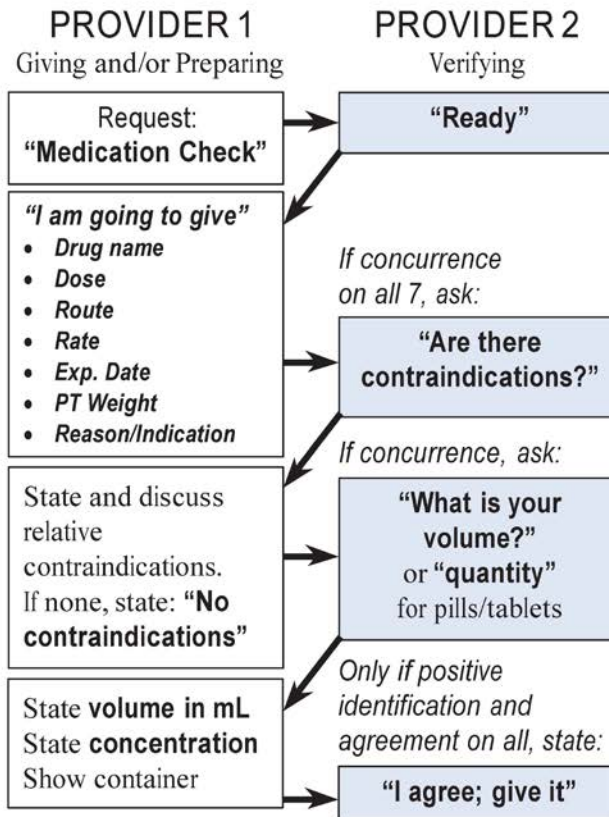 PROVIDER 1
Giving and/or Preparing
PROVIDER 2
Verifying
Request:
“Medication Check”
“Ready”
“I am going to give”
• Drug name
• Dose
• Route
• Rate
• Exp. Date
• PT Weight
• Reason/Indication
If concurrence
on all 7, ask:
“Are there
contraindications?”
State and discuss
relative
contraindications.
If none, state: “No
contraindications”
If concurrence, ask:
“What is your
volume?”
or “quantity”
for pills/tablets
State volume in mL
State concentration
Show container
Only if positive
identification and
agreement on all, state:
“I agree; give it”